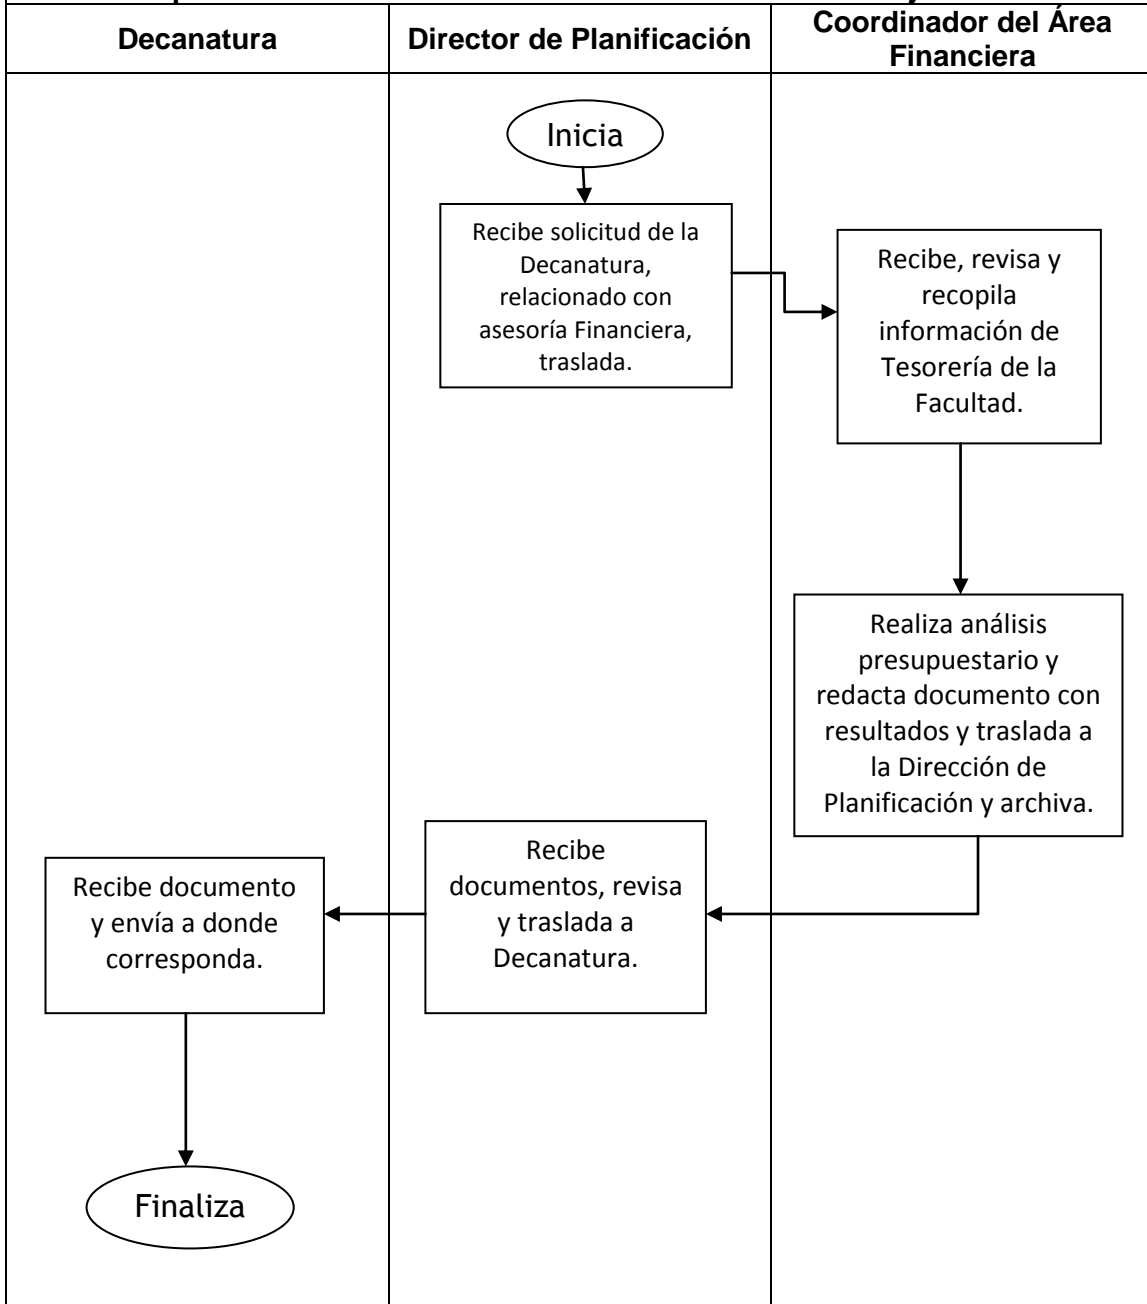 Decanatura
Director de Planificación
Coordinador del Área
Financiera
Inicia
Recibe solicitud de la
Decanatura,
relacionado con
asesoría Financiera,
traslada.
Recibe, revisa y
recopila
información de
Tesorería de la
Facultad.
Realiza análisis
presupuestario y
redacta documento con
resultados y traslada a
la Dirección de
Planificación y archiva.
Recibe
documentos, revisa
y traslada a
Decanatura.
Recibe documento
y envía a donde
corresponda.
Finaliza